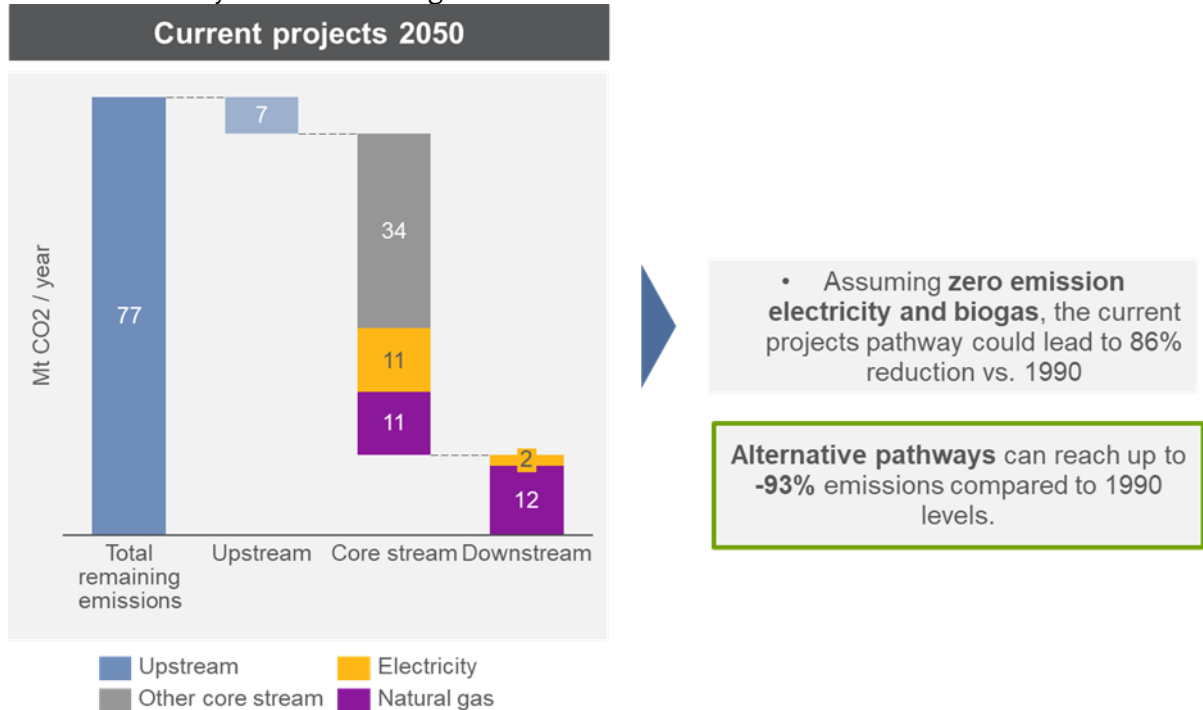 Current projects 2050
Mt CO2 / year
77
7
34
11
11
2
12
Total
remaining
emissions
Upstream
Core stream
Downstream
Upstream
Electricity
Other core stream
Natural gas
• Assuming zero emission
electricity and biogas, the current
projects pathway could lead to 86%
reduction vs. 1990
Alternative pathways can reach up to
-93% emissions compared to 1990
levels.